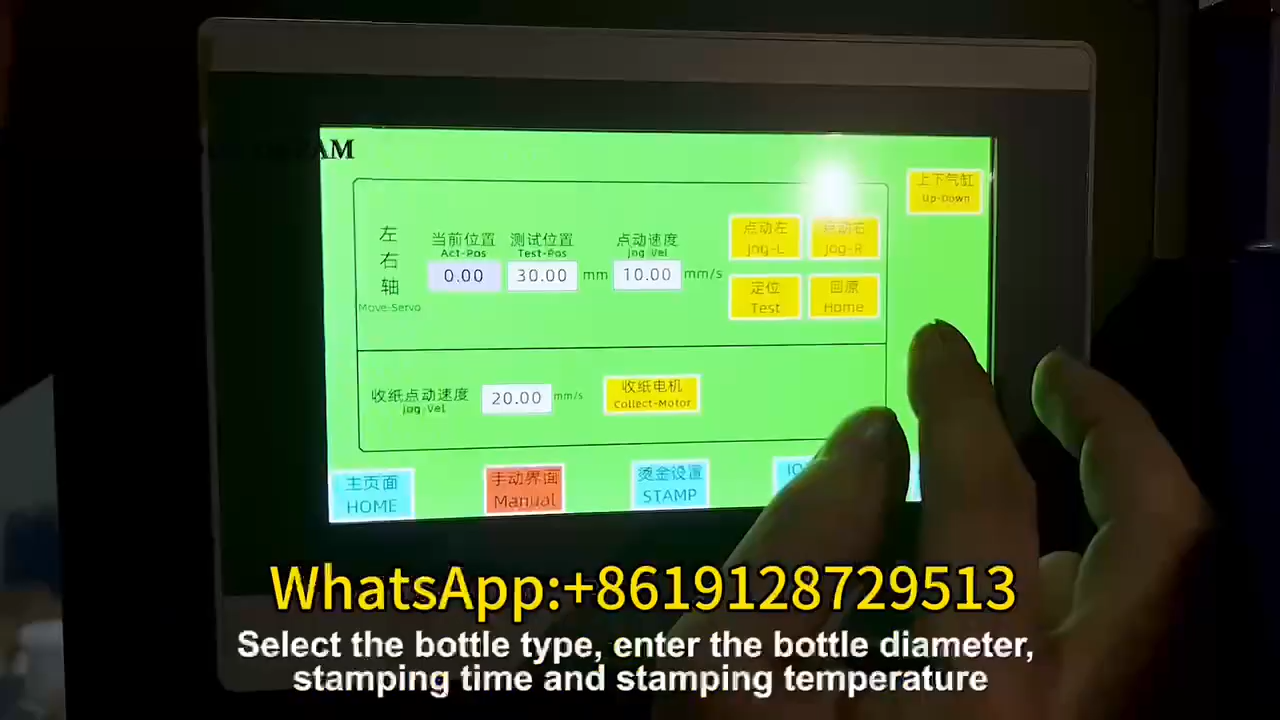 AM
上下气缸
Up-Down
左右轴
Move-Servo
当前位置
Act-Pos
0.00
测试位置
Test-Pos
30.00 mm
点动速度
Jog-Vel
10.00 mm/s
点动左
Jog-L
点动右
Jog-R
定位
Test
回原
Home
收纸点动速度
Jog-Vel
20.00 mm/s
收纸电机
Collect-Motor
主页面
HOME
手动界面
Manual
烫金设置
STAMP
IO
WhatsApp:+8619128729513
Select the bottle type, enter the bottle diameter,
stamping time and stamping temperature